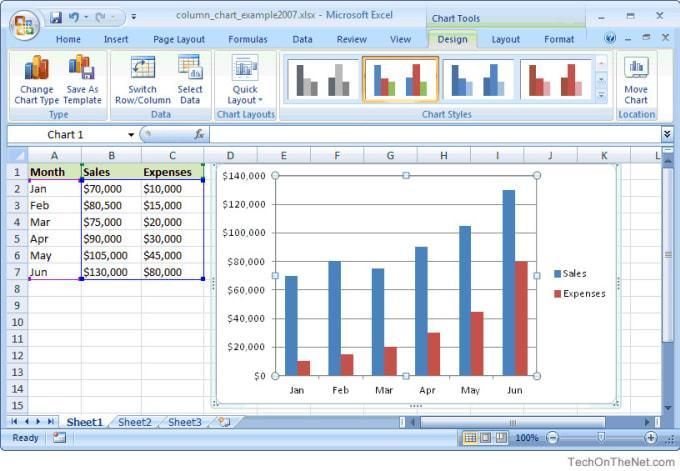 column_chart_example2007.xlsx - Microsoft Excel
Chart Tools
Home Insert Page Layout Formulas Data Review View Design Layout Format
Change Chart Type
Save As Template
Switch Row/Column
Select Data
Quick Layout
Move Chart
Type Data Chart Layouts Chart Styles Location
Chart 1 fx
A B C D E F G H I J K L
1 Month Sales Expenses
2 Jan $70,000 $10,000
3 Feb $80,500 $15,000
4 Mar $75,000 $20,000
5 Apr $90,000 $30,000
6 May $105,000 $45,000
7 Jun $130,000 $80,000
8
9
10
11
12
13
14
15
$140,000
$120,000
$100,000
$80,000
$60,000
$40,000
$20,000
$0
Jan Feb Mar Apr May Jun
Sales
Expenses
Sheet1 Sheet2 Sheet3
Ready 100%
TechOnTheNet.com